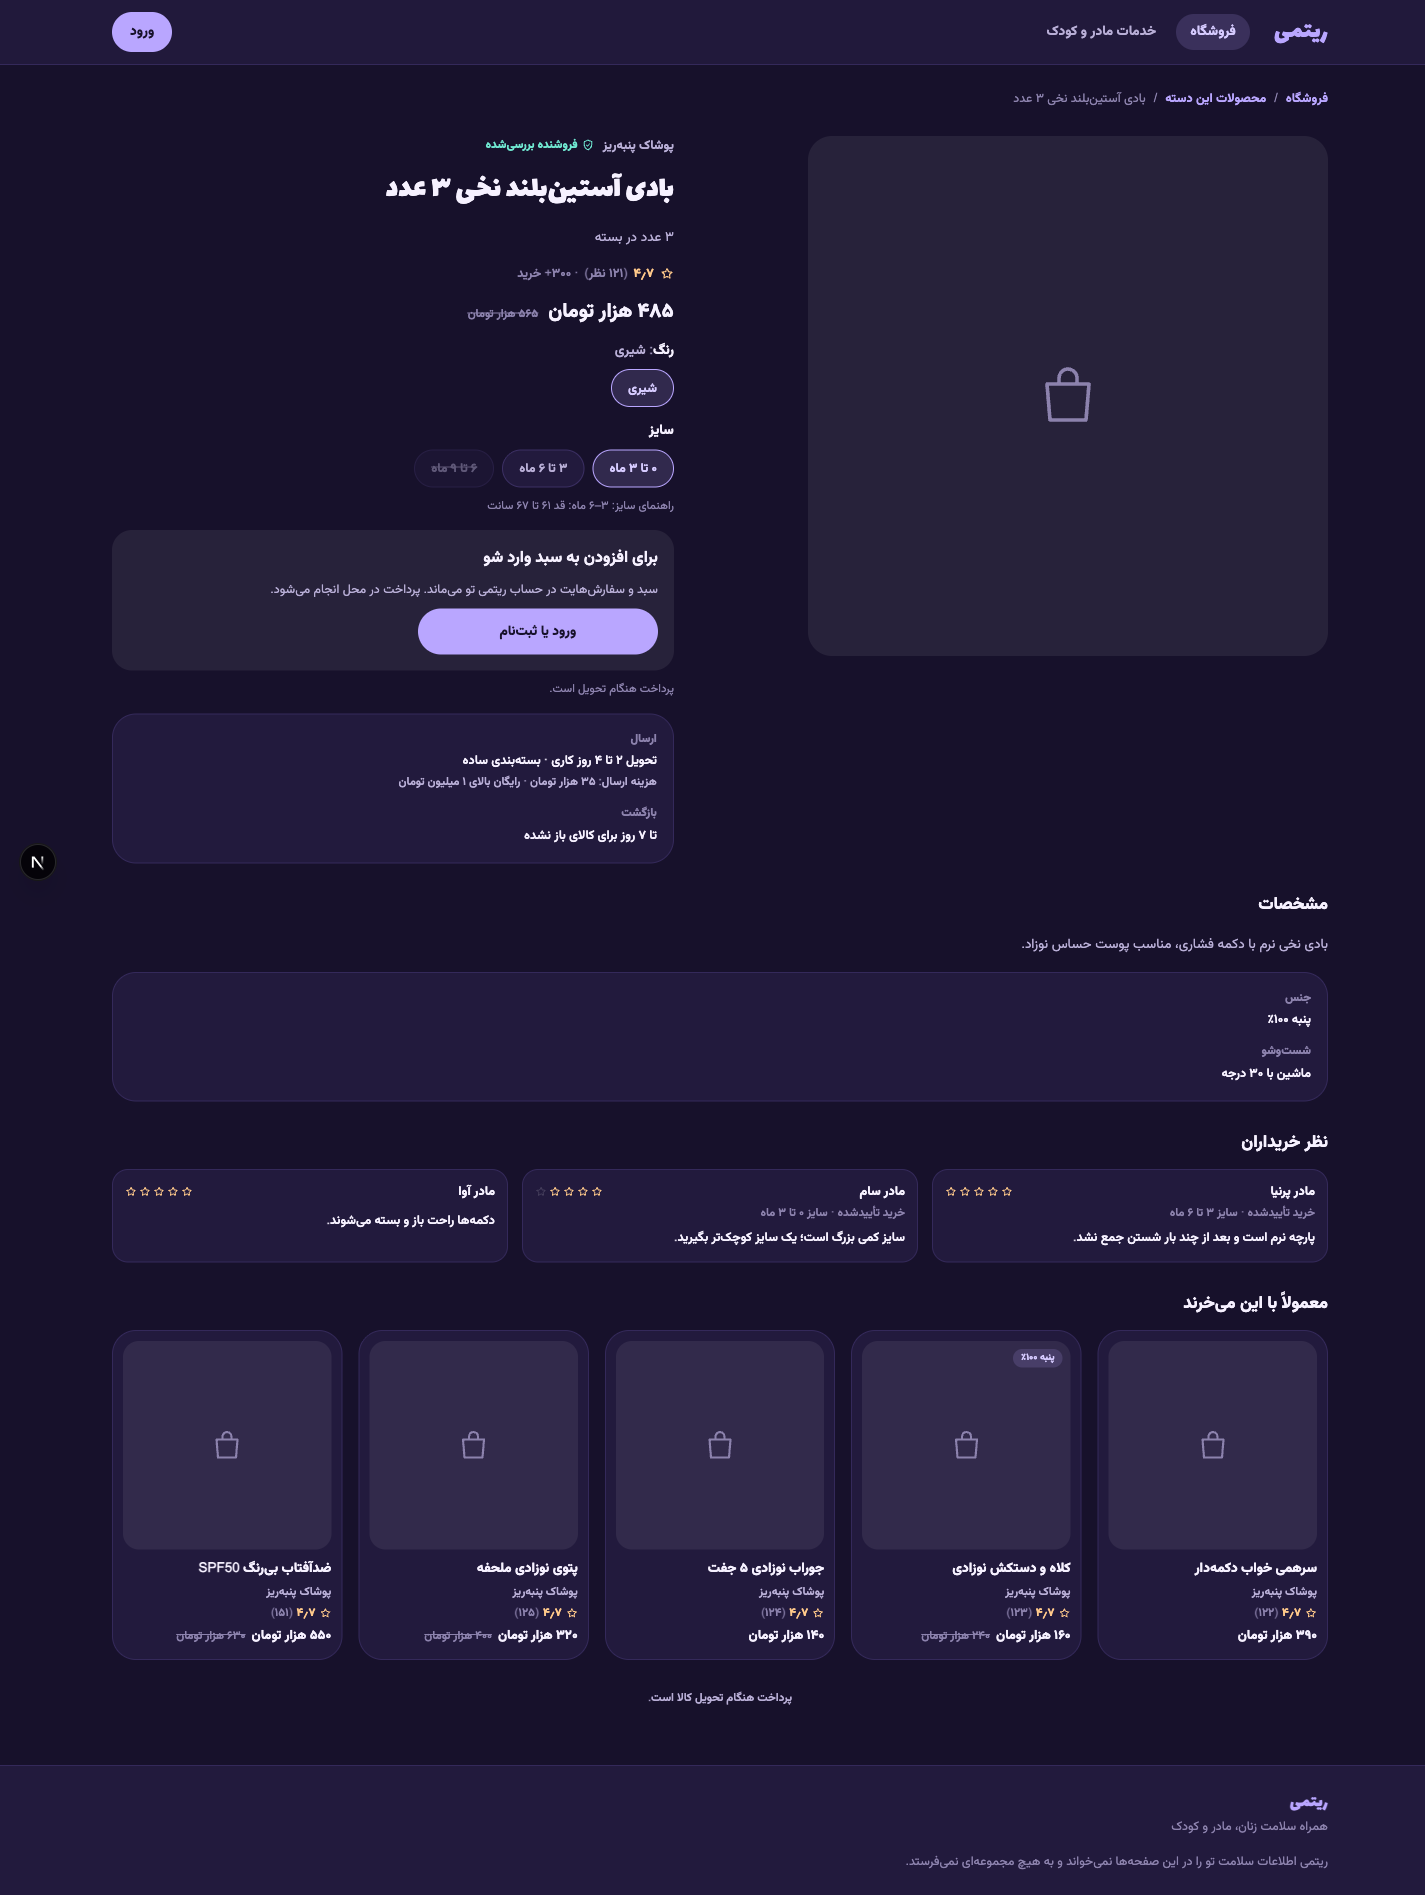 ریتمی
فروشگاه
خدمات مادر و کودک
ورود
فروشگاه / محصولات این دسته / بادی آستین‌بلند نخی ۳ عدد
پوشاک پنبه‌ریز فروشنده بررسی‌شده
بادی آستین‌بلند نخی ۳ عدد
۳ عدد در بسته
۴٫۷ (۱۲۱ نظر) · ۳۰۰+ خرید
۴۸۵ هزار تومان ۵۶۵ هزار تومان
رنگ: شیری
شیری
سایز
۰ تا ۳ ماه
۳ تا ۶ ماه
۶ تا ۹ ماه
راهنمای سایز: ۳–۶ ماه: قد ۶۱ تا ۶۷ سانت
برای افزودن به سبد وارد شو
سبد و سفارش‌هایت در حساب ریتمی تو می‌ماند. پرداخت در محل انجام می‌شود.
ورود یا ثبت‌نام
پرداخت هنگام تحویل است.
ارسال
تحویل ۲ تا ۴ روز کاری · بسته‌بندی ساده
هزینه ارسال: ۳۵ هزار تومان · رایگان بالای ۱ میلیون تومان
بازگشت
تا ۷ روز برای کالای باز نشده
مشخصات
بادی نخی نرم با دکمه فشاری، مناسب پوست حساس نوزاد.
جنس
پنبه ۱۰۰٪
شست‌وشو
ماشین با ۳۰ درجه
نظر خریداران
مادر پرنیا
خرید تأییدشده · سایز ۳ تا ۶ ماه
پارچه نرم است و بعد از چند بار شستن جمع نشد.
مادر سام
خرید تأییدشده · سایز ۰ تا ۳ ماه
سایز کمی بزرگ است؛ یک سایز کوچک‌تر بگیرید.
مادر آوا
دکمه‌ها راحت باز و بسته می‌شوند.
معمولاً با این می‌خرند
سرهمی خواب دکمه‌دار
پوشاک پنبه‌ریز
۴٫۷ (۱۲۲)
۳۹۰ هزار تومان
پنبه ۱۰۰٪
کلاه و دستکش نوزادی
پوشاک پنبه‌ریز
۴٫۷ (۱۲۳)
۱۶۰ هزار تومان ۲۴۰ هزار تومان
جوراب نوزادی ۵ جفت
پوشاک پنبه‌ریز
۴٫۷ (۱۲۴)
۱۴۰ هزار تومان
پتوی نوزادی ملحفه
پوشاک پنبه‌ریز
۴٫۷ (۱۲۵)
۳۲۰ هزار تومان ۴۰۰ هزار تومان
ضدآفتاب بی‌رنگ SPF50
پوشاک پنبه‌ریز
۴٫۷ (۱۵۱)
۵۵۰ هزار تومان ۶۳۰ هزار تومان
پرداخت هنگام تحویل کالا است.
ریتمی
همراه سلامت زنان، مادر و کودک
ریتمی اطلاعات سلامت تو را در این صفحه‌ها نمی‌خواند و به هیچ مجموعه‌ای نمی‌فرستد.